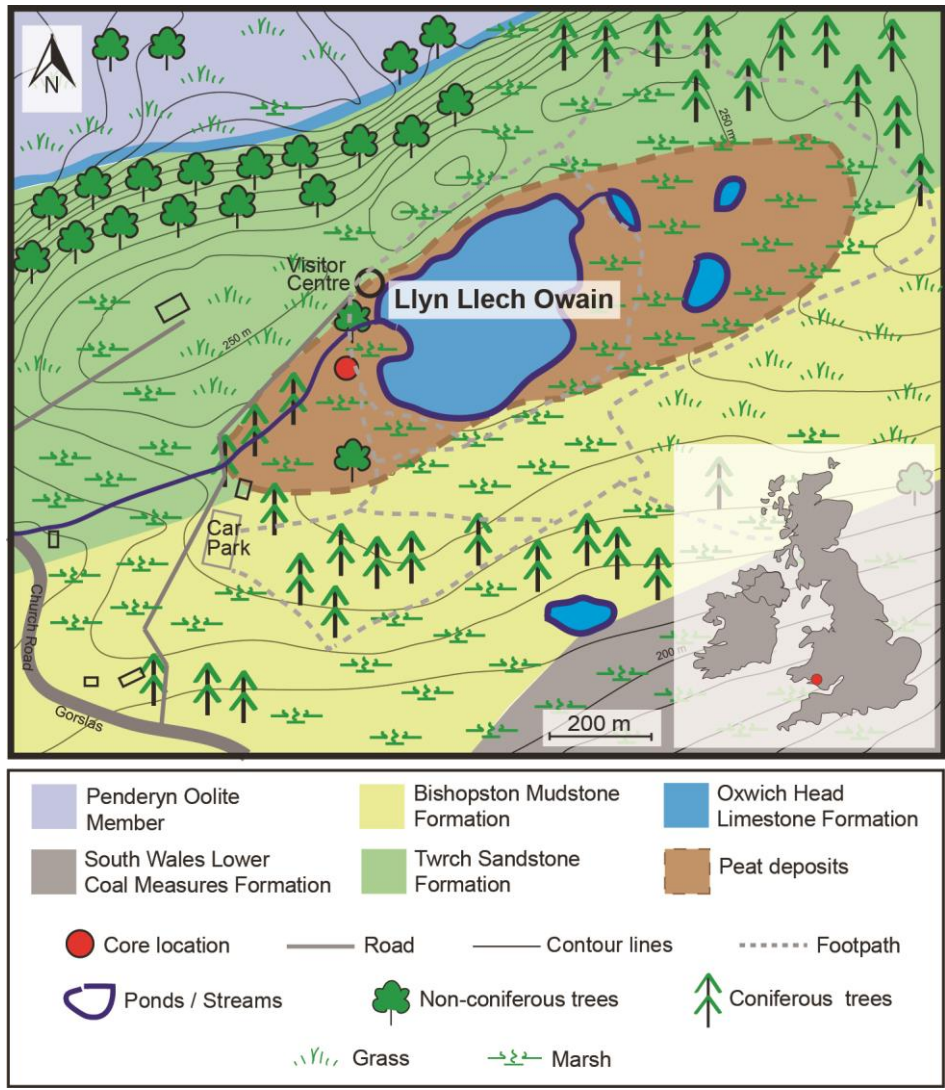 N
250 m
Visitor
Centre
Llyn Llech Owain
250 m
Car
Park
Church Road
Gorslas
200 m
200 m
Penderyn Oolite
Member
Bishopston Mudstone
Formation
Oxwich Head
Limestone Formation
South Wales Lower
Coal Measures Formation
Twrch Sandstone
Formation
Peat deposits
Core location
Road
Contour lines
Footpath
Ponds / Streams
Non-coniferous trees
Coniferous trees
Grass
Marsh